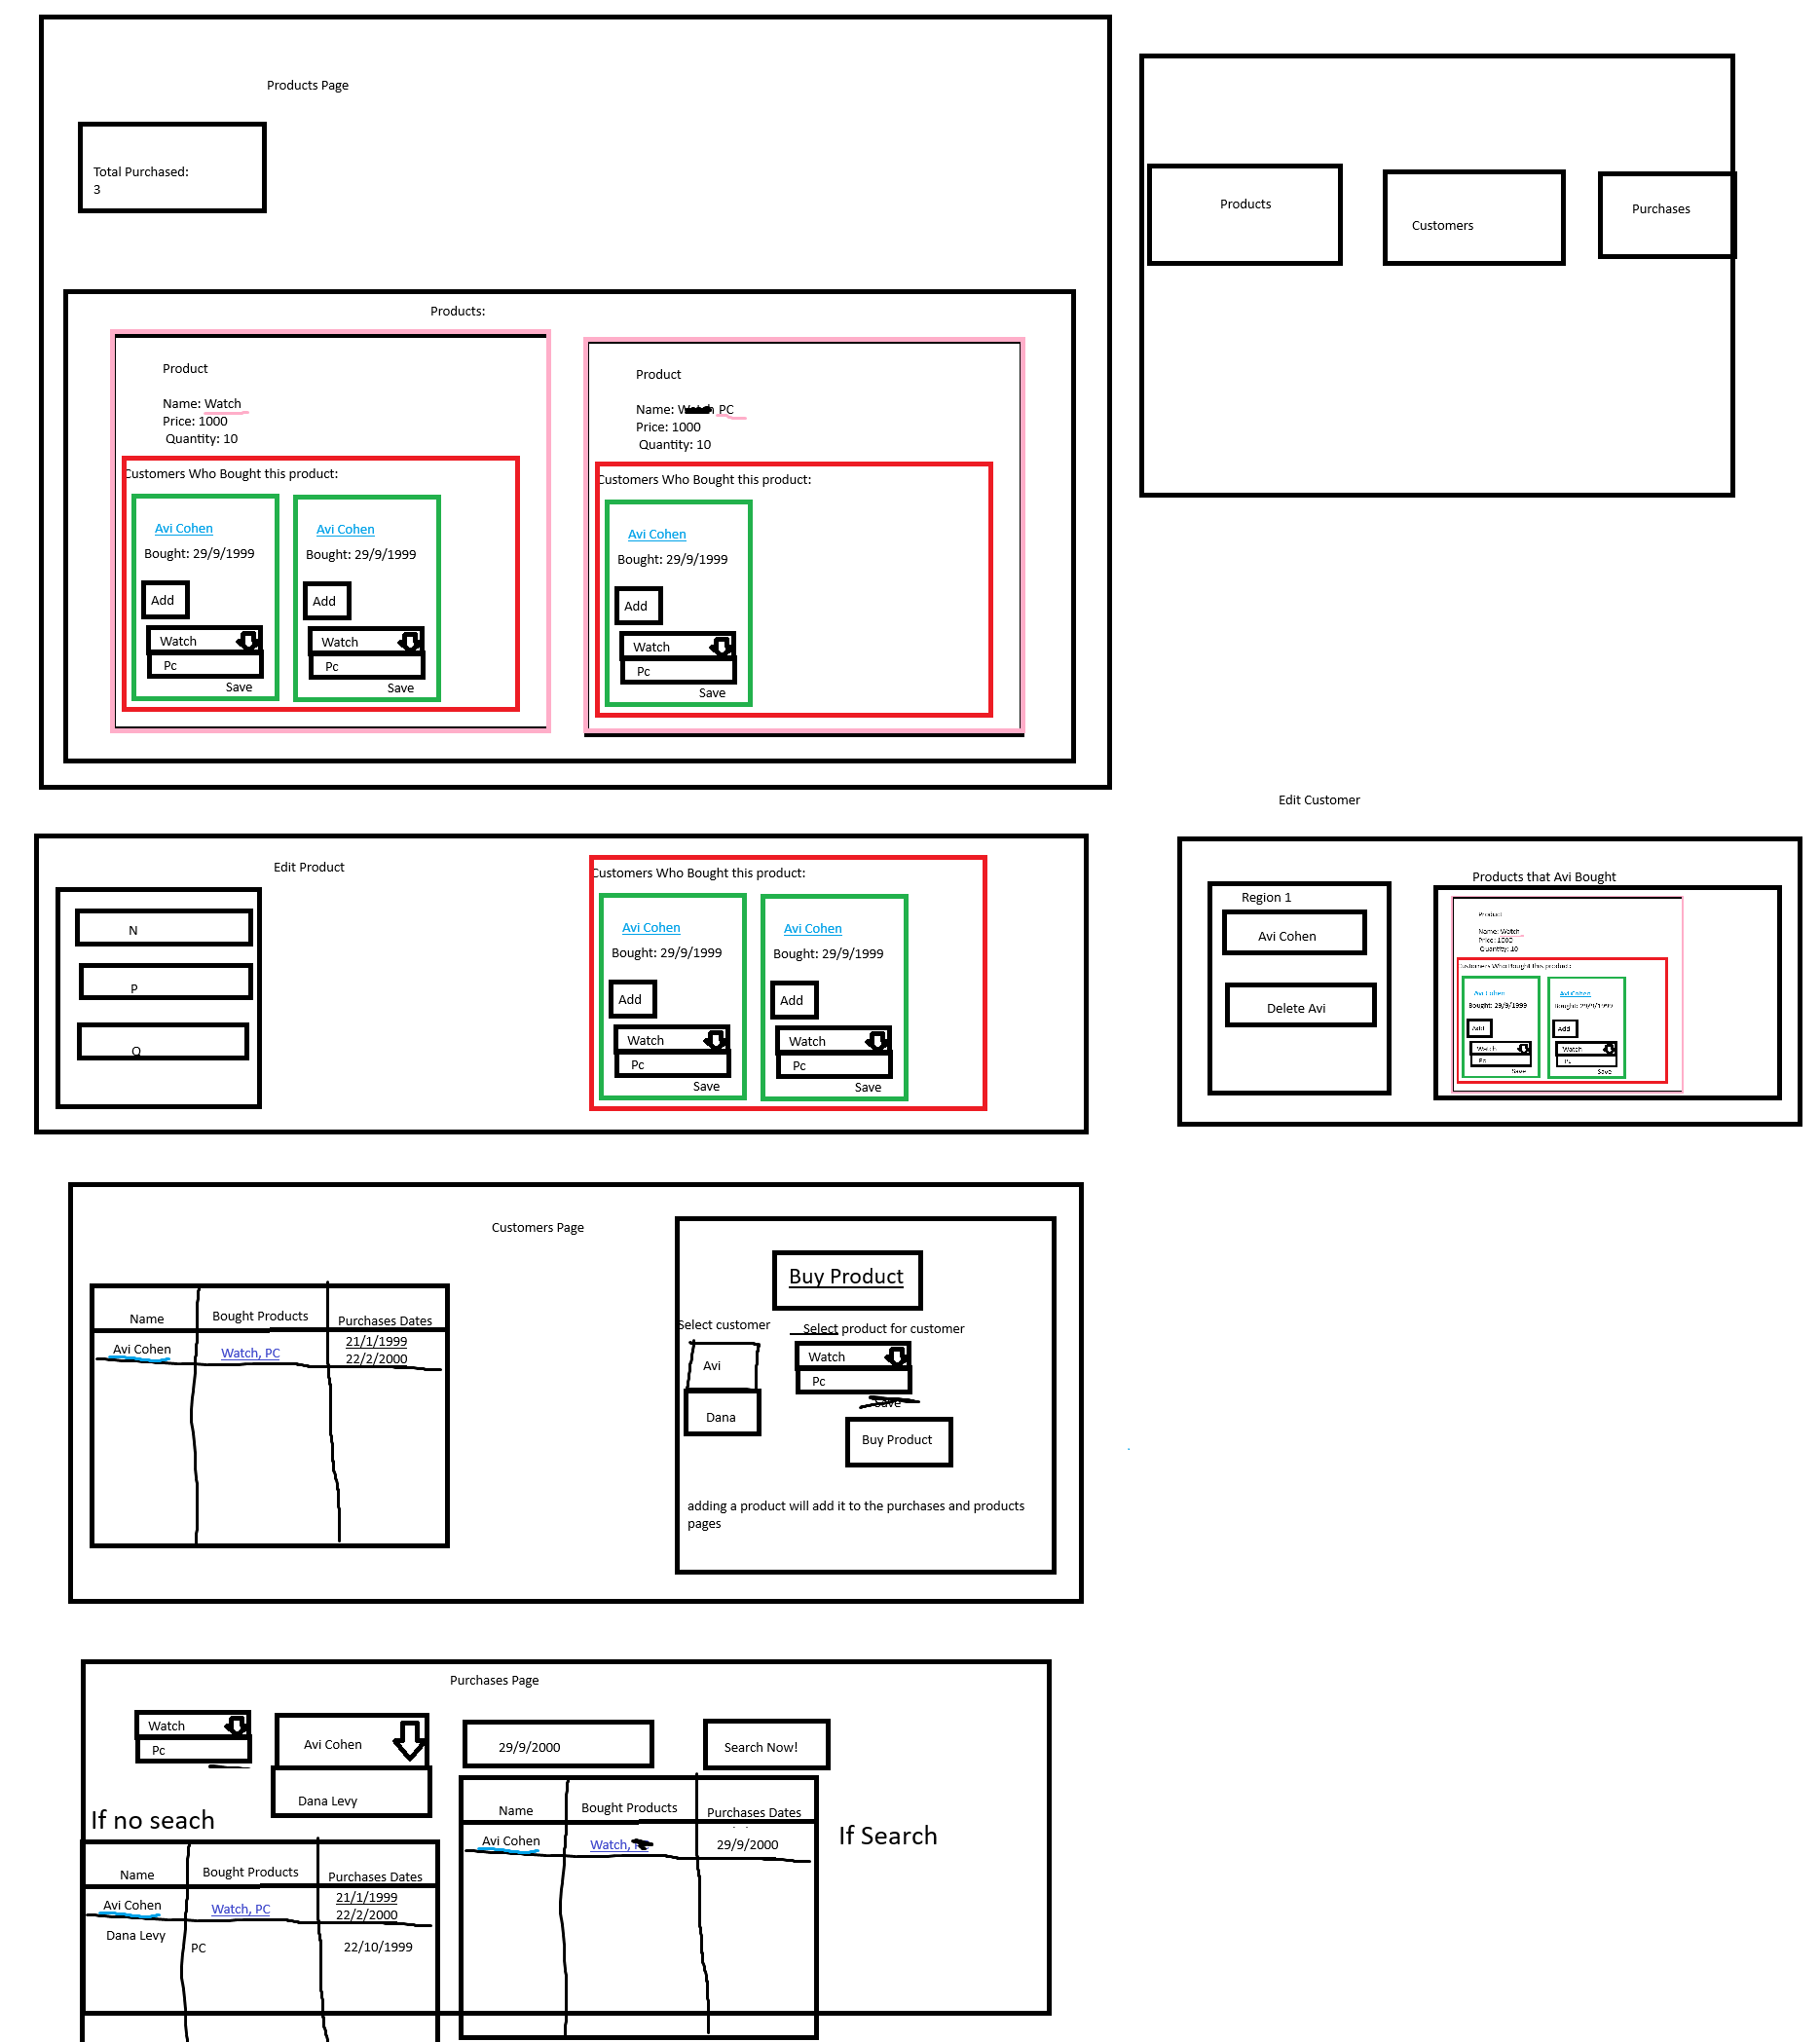 Products Page
Total Purchased:
3
Products:
Product
Name: Watch
Price: 1000
Quantity: 10
Customers Who Bought this product:
Avi Cohen
Bought: 29/9/1999
Add
Watch
Pc
Save
Avi Cohen
Bought: 29/9/1999
Add
Watch
Pc
Save
Product
Name: Watch PC
Price: 1000
Quantity: 10
Customers Who Bought this product:
Avi Cohen
Bought: 29/9/1999
Add
Watch
Pc
Save
Products
Customers
Purchases
Edit Product
N
P
Q
Customers Who Bought this product:
Avi Cohen
Bought: 29/9/1999
Add
Watch
Pc
Save
Avi Cohen
Bought: 29/9/1999
Add
Watch
Pc
Save
Edit Customer
Region 1
Avi Cohen
Delete Avi
Products that Avi Bought
Product
Name: Watch
Price: 1000
Quantity: 10
Customers Who Bought this product:
Avi Cohen
Bought: 29/9/1999
Add
Watch
Pc
Save
Avi Cohen
Bought: 29/9/1999
Add
Watch
Pc
Save
Customers Page
Name Bought Products Purchases Dates
Avi Cohen Watch, PC 21/1/1999
22/2/2000
Buy Product
Select customer
Avi
Dana
Select product for customer
Watch
Pc
Save
Buy Product
adding a product will add it to the purchases and products
pages
Purchases Page
Watch
Pc
Avi Cohen
Dana Levy
29/9/2000
Search Now!
If no seach
Name Bought Products Purchases Dates
Avi Cohen Watch, PC 21/1/1999
22/2/2000
Dana Levy PC 22/10/1999
Name Bought Products Purchases Dates
Avi Cohen Watch, 29/9/2000
If Search